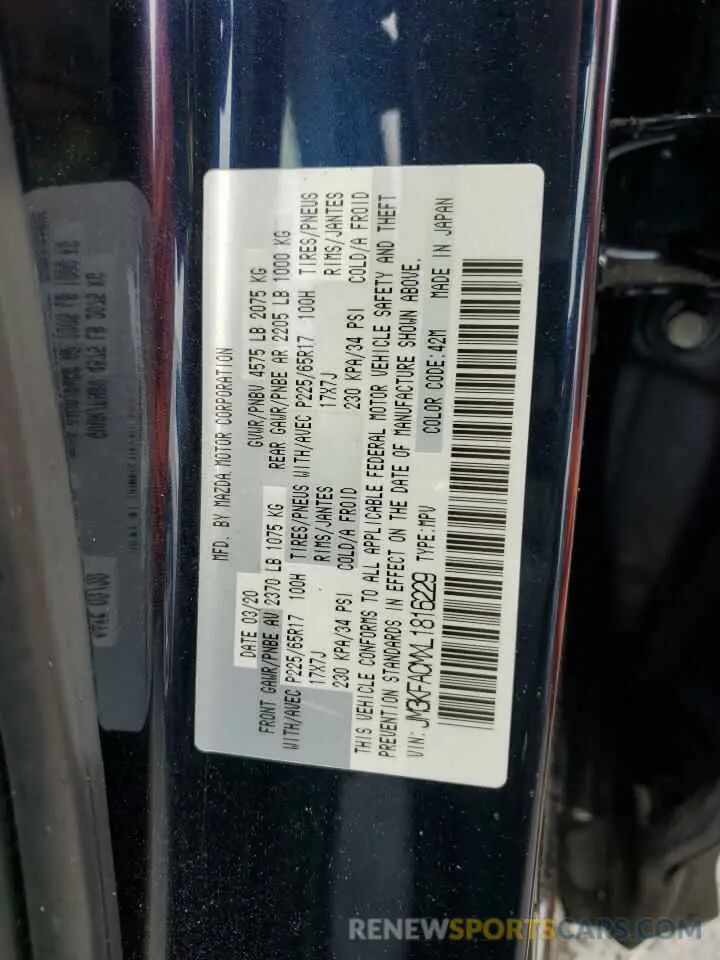 MFD. BY MAZDA MOTOR CORPORATION
DATE 03/20 GVWR/PNBV 4575 LB 2075 KG
FRONT GAWR/PNBE AV 2370 LB 1075 KG REAR GAWR/PNBE AR 2205 LB 1000 KG
WITH/AVEC P225/65R17 100H TIRES/PNEUS WITH/AVEC P225/65R17 100H TIRES/PNEUS
17X7J RIMS/JANTES 17X7J RIMS/JANTES
230 KPA/34 PSI COLD/A FROID 230 KPA/34 PSI COLD/A FROID
THIS VEHICLE CONFORMS TO ALL APPLICABLE FEDERAL MOTOR VEHICLE SAFETY AND THEFT
PREVENTION STANDARDS IN EFFECT ON THE DATE OF MANUFACTURE SHOWN ABOVE.
VIN: JM3KFACMXL1816229 TYPE:MPV COLOR CODE:42M MADE IN JAPAN
RENEWSPORTSCARS.COM